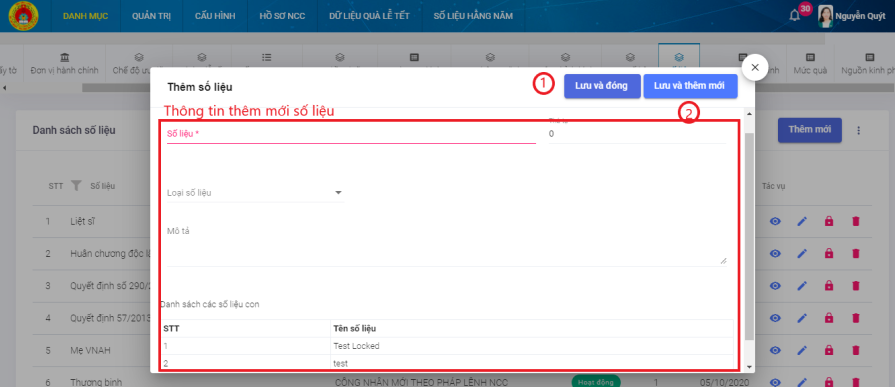 DANH MỤC QUẢN TRỊ CẤU HÌNH HỒ SƠ NCC DỮ LIỆU QUÀ LỄ TẾT SỐ LIỆU HẰNG NĂM 30 Nguyễn Quýt
ấy tờ Đơn vị hành chính Chế độ ưu Mức quà Nguồn kinh ph
Thêm số liệu 1 Lưu và đóng Lưu và thêm mới
Thông tin thêm mới số liệu 2
Danh sách số liệu Thêm mới
Số liệu * 0
STT Số liệu Tác vụ
Loại số liệu
1 Liệt sĩ
Mô tả
2 Huân chương độc l
3 Quyết định số 290/2
Danh sách các số liệu con
4 Quyết định 57/2013
STT Tên số liệu
1 Test Locked
5 Mẹ VNAH
2 test
6 Thương binh CÔNG NHẬN MỚI THEO PHÁP LỆNH NCC Hoạt động 1 05/10/2020